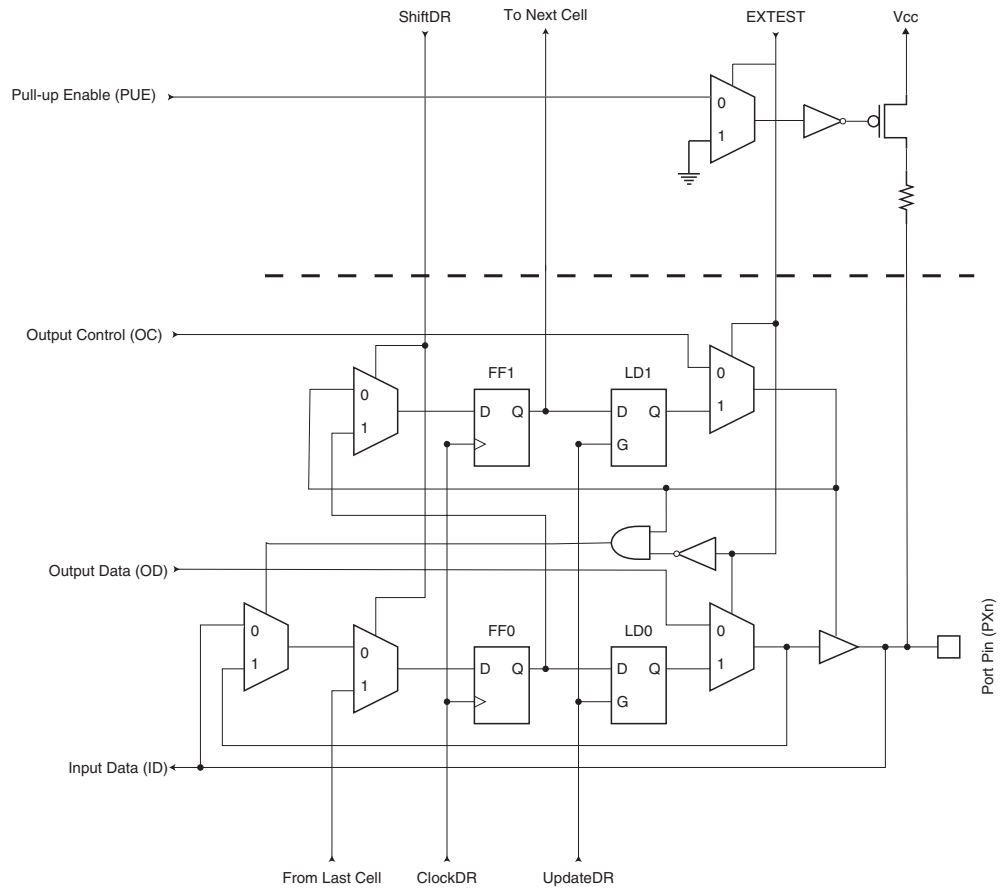 ShiftDR
To Next Cell
EXTEST
Vcc
Pull-up Enable (PUE)
0
1
Output Control (OC)
FF1
LD1
0
1
D Q
D Q
G
0
1
Output Data (OD)
FF0
LD0
0
1
0
1
D Q
D Q
G
0
1
Port Pin (PXn)
Input Data (ID)
From Last Cell
ClockDR
UpdateDR